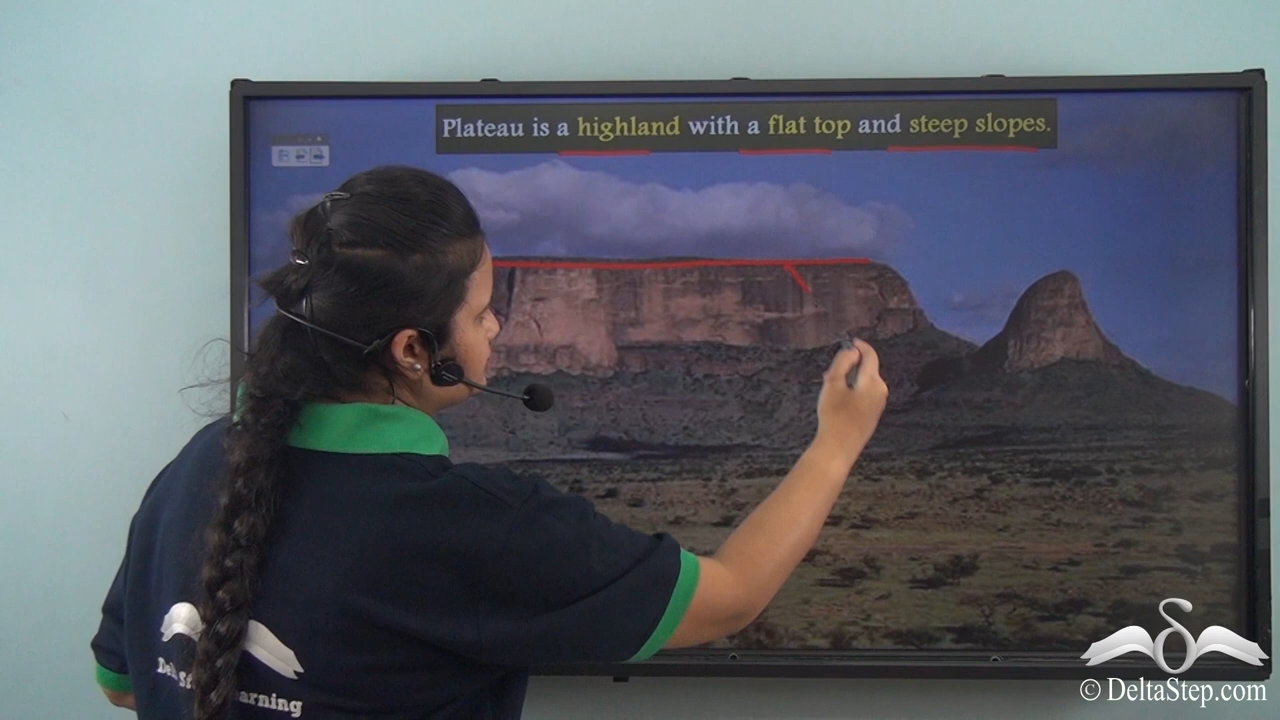 Plateau is a highland with a flat top and steep slopes.
© DeltaStep.com